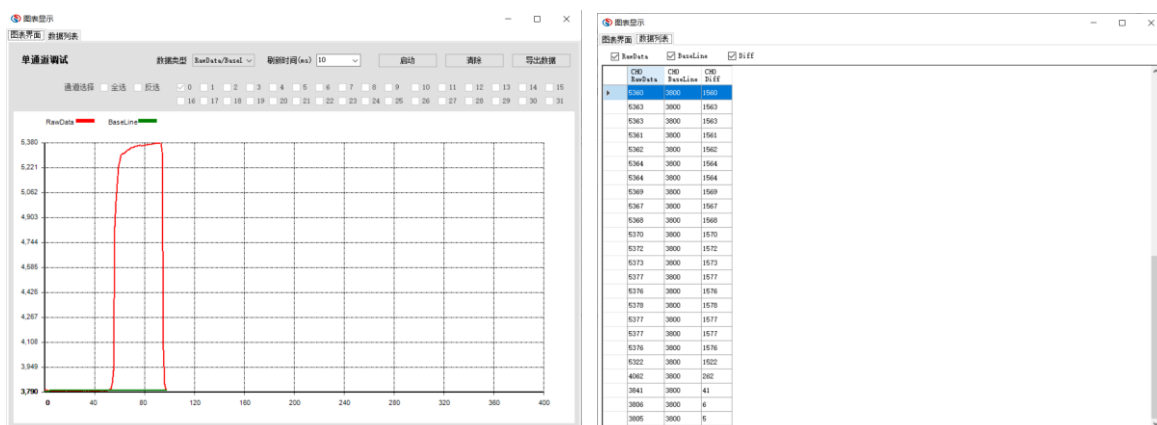 图表显示
图表界面 数据列表
单通道调试 数据类型 RawData/Basel 刷新时间(ms) 10 启动 清除 导出数据
通道选择 全选 反选 0 1 2 3 4 5 6 7 8 9 10 11 12 13 14 15
16 17 18 19 20 21 22 23 24 25 26 27 28 29 30 31
RawData BaseLine
5,380
5,221
5,062
4,903
4,744
4,585
4,426
4,267
4,108
3,949
3,790
0 40 80 120 160 200 240 280 320 360 400
图表显示
图表界面 数据列表
RawData BaseLine Diff
CH0 CH0 CH0
RawData BaseLine Diff
5360 3800 1560
5363 3800 1563
5363 3800 1563
5361 3800 1561
5362 3800 1562
5364 3800 1564
5364 3800 1564
5369 3800 1569
5367 3800 1567
5368 3800 1568
5370 3800 1570
5372 3800 1572
5373 3800 1573
5377 3800 1577
5376 3800 1576
5378 3800 1578
5377 3800 1577
5377 3800 1577
5376 3800 1576
5322 3800 1522
4062 3800 262
3841 3800 41
3806 3800 6
3805 3800 5